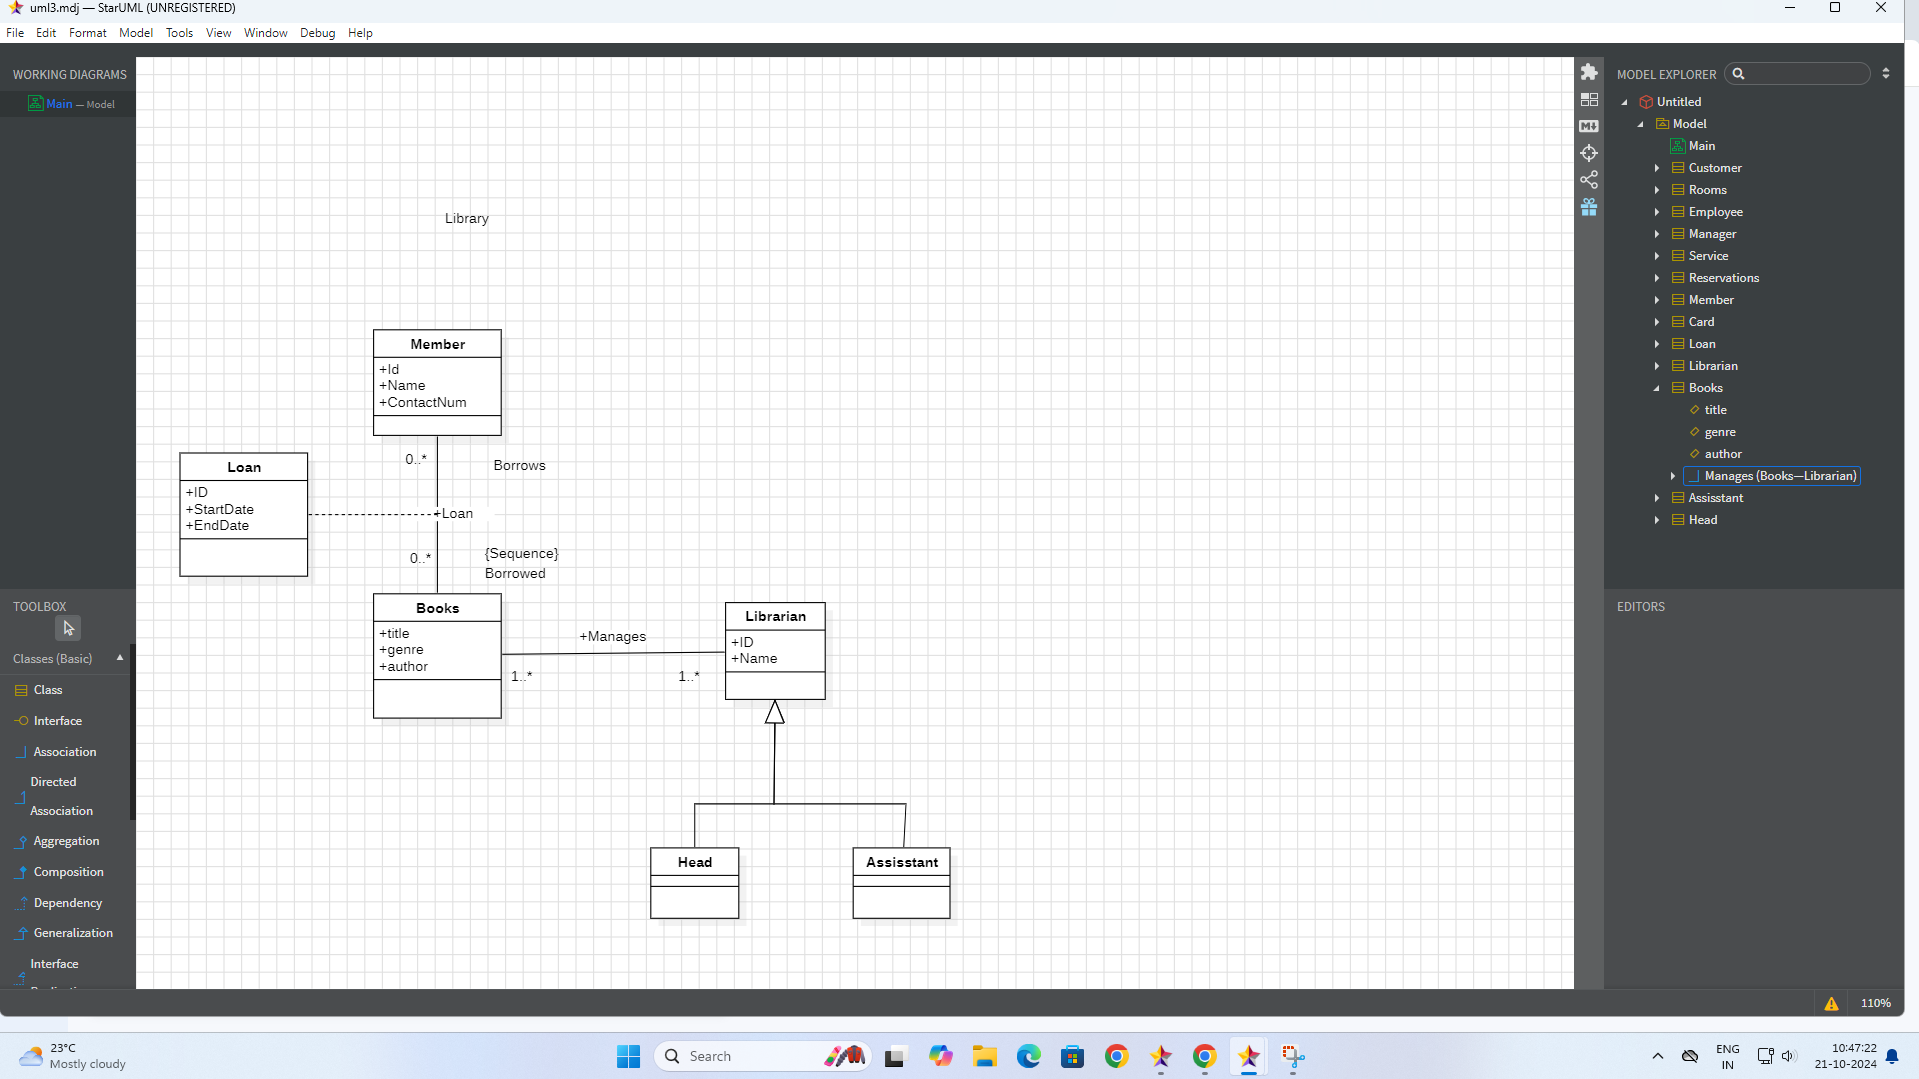 uml3.mdj — StarUML (UNREGISTERED)
File Edit Format Model Tools View Window Debug Help
WORKING DIAGRAMS
Main — Model
TOOLBOX
Classes (Basic)
Class
Interface
Association
Directed
Association
Aggregation
Composition
Dependency
Generalization
Interface
Library
Member
+Id
+Name
+ContactNum
0..*
Borrows
Loan
+ID
+StartDate
+EndDate
+Loan
0..*
{Sequence}
Borrowed
Books
+title
+genre
+author
+Manages
1..*
1..*
Librarian
+ID
+Name
Head
Assisstant
M
MODEL EXPLORER
Untitled
Model
Main
Customer
Rooms
Employee
Manager
Service
Reservations
Member
Card
Loan
Librarian
Books
title
genre
author
Manages (Books—Librarian)
Assisstant
Head
EDITORS
110%
23°C
Mostly cloudy
Search
ENG
IN
10:47:22
21-10-2024